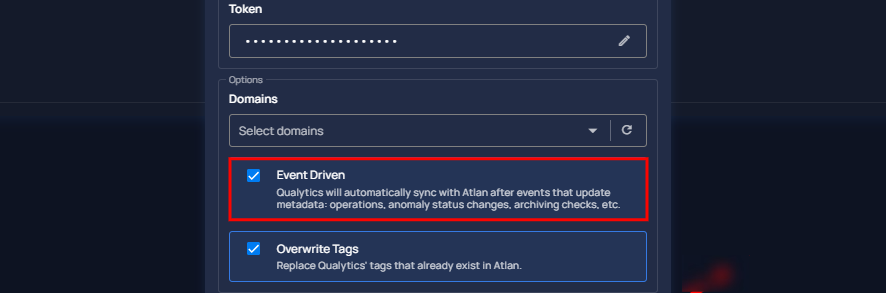 Token
••••••••••••••••••••
Options
Domains
Select domains
Event Driven
Qualytics will automatically sync with Atlan after events that update
metadata: operations, anomaly status changes, archiving checks, etc.
Overwrite Tags
Replace Qualytics' tags that already exist in Atlan.